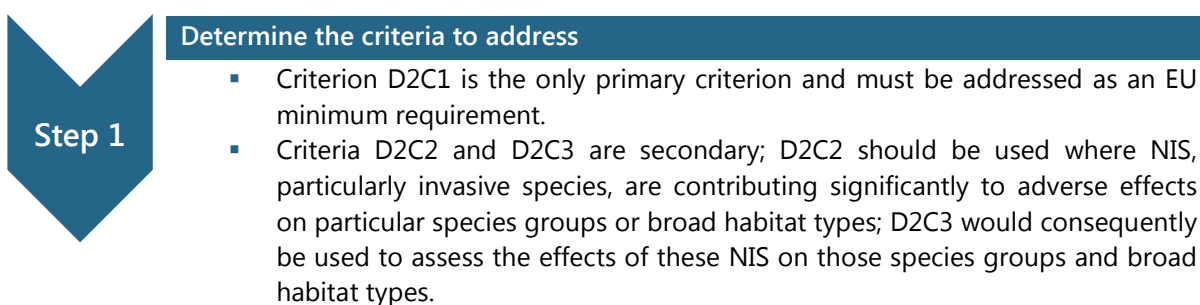 Determine the criteria to address
Step 1
▪ Criterion D2C1 is the only primary criterion and must be addressed as an EU
minimum requirement.
▪ Criteria D2C2 and D2C3 are secondary; D2C2 should be used where NIS,
particularly invasive species, are contributing significantly to adverse effects
on particular species groups or broad habitat types; D2C3 would consequently
be used to assess the effects of these NIS on those species groups and broad
habitat types.